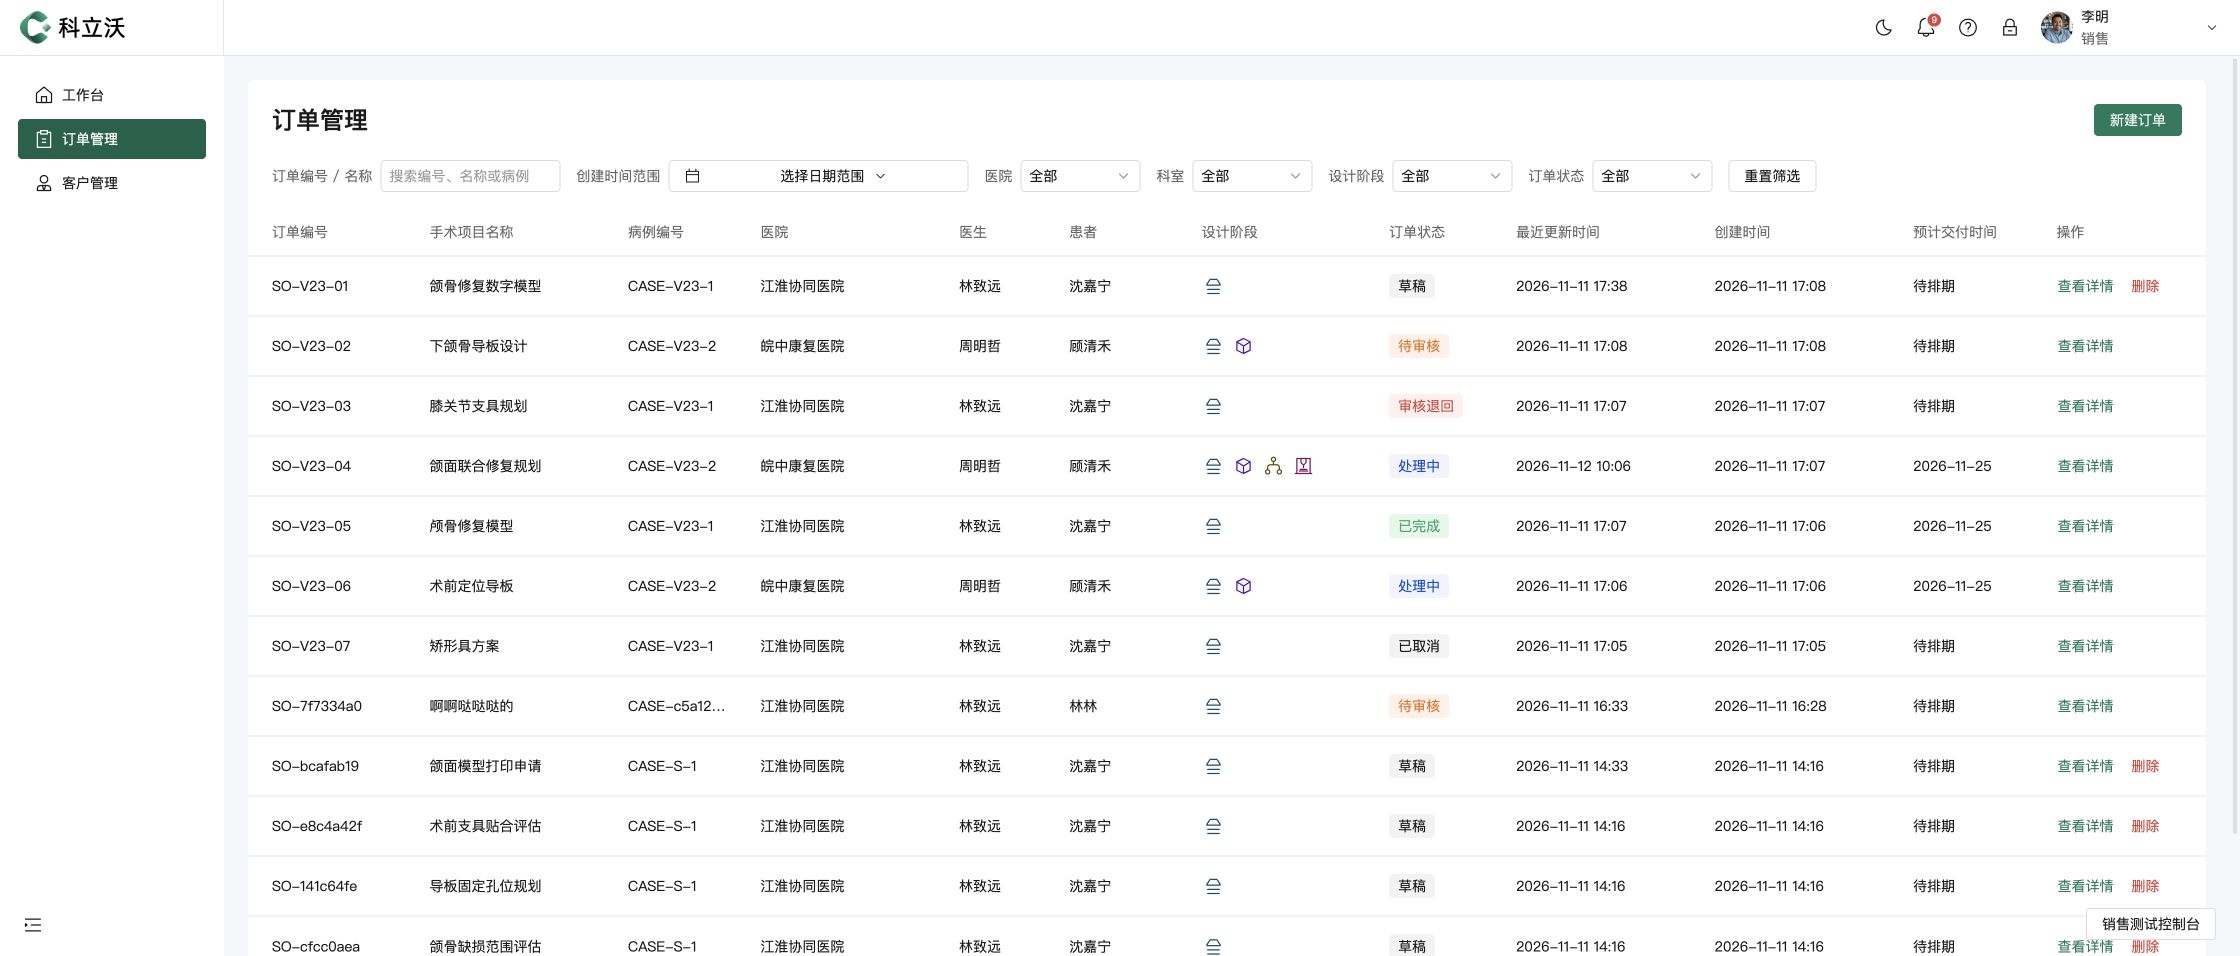 科立沃
9
李明
销售
工作台
订单管理
客户管理
订单管理
新建订单
订单编号 / 名称 搜索编号、名称或病例 创建时间范围 选择日期范围 医院 全部 科室 全部 设计阶段 全部 订单状态 全部 重置筛选
订单编号 手术项目名称 病例编号 医院 医生 患者 设计阶段 订单状态 最近更新时间 创建时间 预计交付时间 操作
SO-V23-01 颌骨修复数字模型 CASE-V23-1 江淮协同医院 林致远 沈嘉宁 草稿 2026-11-11 17:38 2026-11-11 17:08 待排期 查看详情 删除
SO-V23-02 下颌骨导板设计 CASE-V23-2 皖中康复医院 周明哲 顾清禾 待审核 2026-11-11 17:08 2026-11-11 17:08 待排期 查看详情
SO-V23-03 膝关节支具规划 CASE-V23-1 江淮协同医院 林致远 沈嘉宁 审核退回 2026-11-11 17:07 2026-11-11 17:07 待排期 查看详情
SO-V23-04 颌面联合修复规划 CASE-V23-2 皖中康复医院 周明哲 顾清禾 处理中 2026-11-12 10:06 2026-11-11 17:07 2026-11-25 查看详情
SO-V23-05 颅骨修复模型 CASE-V23-1 江淮协同医院 林致远 沈嘉宁 已完成 2026-11-11 17:07 2026-11-11 17:06 2026-11-25 查看详情
SO-V23-06 术前定位导板 CASE-V23-2 皖中康复医院 周明哲 顾清禾 处理中 2026-11-11 17:06 2026-11-11 17:06 2026-11-25 查看详情
SO-V23-07 矫形具方案 CASE-V23-1 江淮协同医院 林致远 沈嘉宁 已取消 2026-11-11 17:05 2026-11-11 17:05 待排期 查看详情
SO-7f7334a0 啊啊哒哒哒的 CASE-c5a12... 江淮协同医院 林致远 林林 待审核 2026-11-11 16:33 2026-11-11 16:28 待排期 查看详情
SO-bcafab19 颌面模型打印申请 CASE-S-1 江淮协同医院 林致远 沈嘉宁 草稿 2026-11-11 14:33 2026-11-11 14:16 待排期 查看详情 删除
SO-e8c4a42f 术前支具贴合评估 CASE-S-1 江淮协同医院 林致远 沈嘉宁 草稿 2026-11-11 14:16 2026-11-11 14:16 待排期 查看详情 删除
SO-141c64fe 导板固定孔位规划 CASE-S-1 江淮协同医院 林致远 沈嘉宁 草稿 2026-11-11 14:16 2026-11-11 14:16 待排期 查看详情 删除
销售测试控制台
SO-cfcc0aea 颌骨缺损范围评估 CASE-S-1 江淮协同医院 林致远 沈嘉宁 草稿 2026-11-11 14:16 2026-11-11 14:16 待排期 查看详情 删除